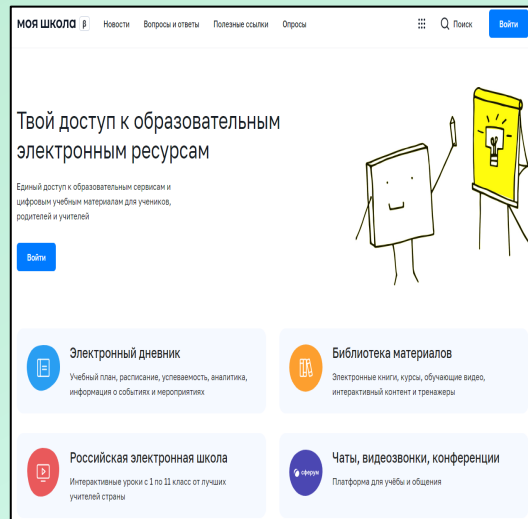 МОЯ ШКОЛА β Новости Вопросы и ответы Полезные ссылки Опросы Поиск Войти
Твой доступ к образовательным
электронным ресурсам
Единый доступ к образовательным сервисам и
цифровым учебным материалам для учеников,
родителей и учителей
Войти
Электронный дневник
Учебный план, расписание, успеваемость, аналитика,
информация о событиях и мероприятиях
Библиотека материалов
Электронные книги, курсы, обучающие видео,
интерактивный контент и тренажеры
Российская электронная школа
Интерактивные уроки с 1 по 11 класс от лучших
учителей страны
сферум
Чаты, видеозвонки, конференции
Платформа для учёбы и общения